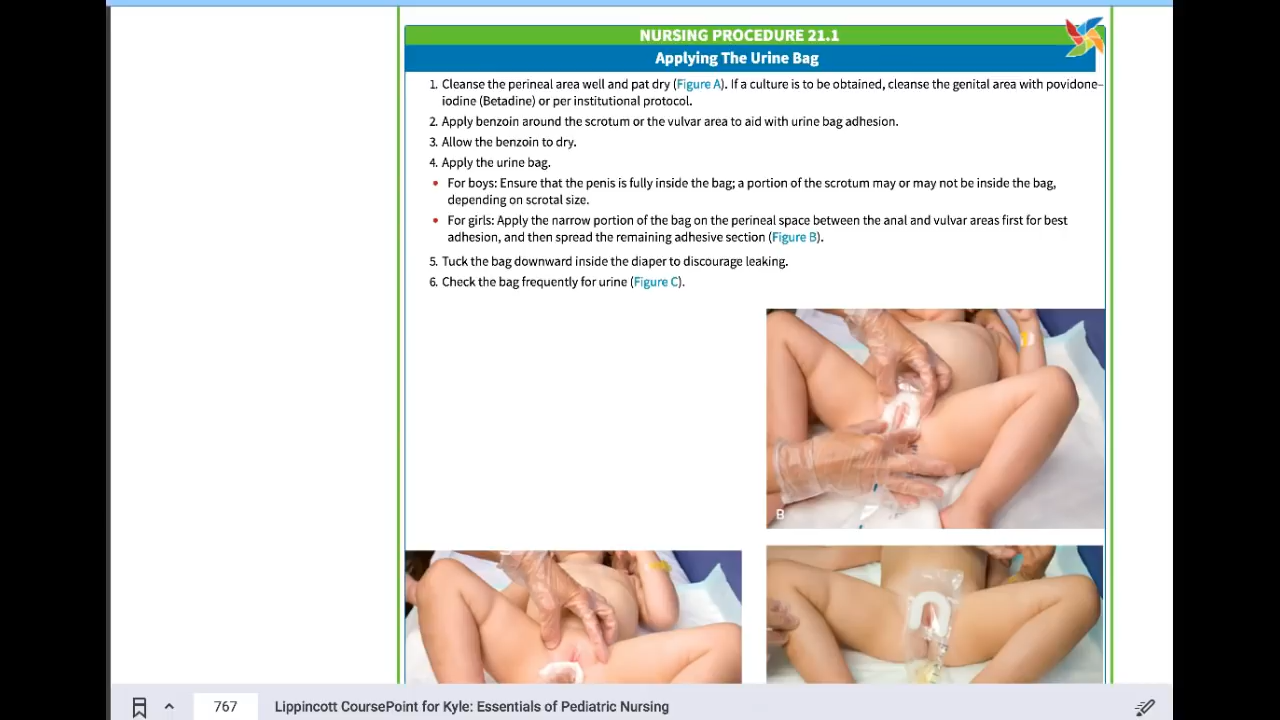 NURSING PROCEDURE 21.1
Applying The Urine Bag
1. Cleanse the perineal area well and pat dry (Figure A). If a culture is to be obtained, cleanse the genital area with povidone–
iodine (Betadine) or per institutional protocol.
2. Apply benzoin around the scrotum or the vulvar area to aid with urine bag adhesion.
3. Allow the benzoin to dry.
4. Apply the urine bag.
• For boys: Ensure that the penis is fully inside the bag; a portion of the scrotum may or may not be inside the bag,
depending on scrotal size.
• For girls: Apply the narrow portion of the bag on the perineal space between the anal and vulvar areas first for best
adhesion, and then spread the remaining adhesive section (Figure B).
5. Tuck the bag downward inside the diaper to discourage leaking.
6. Check the bag frequently for urine (Figure C).
B
767
Lippincott CoursePoint for Kyle: Essentials of Pediatric Nursing